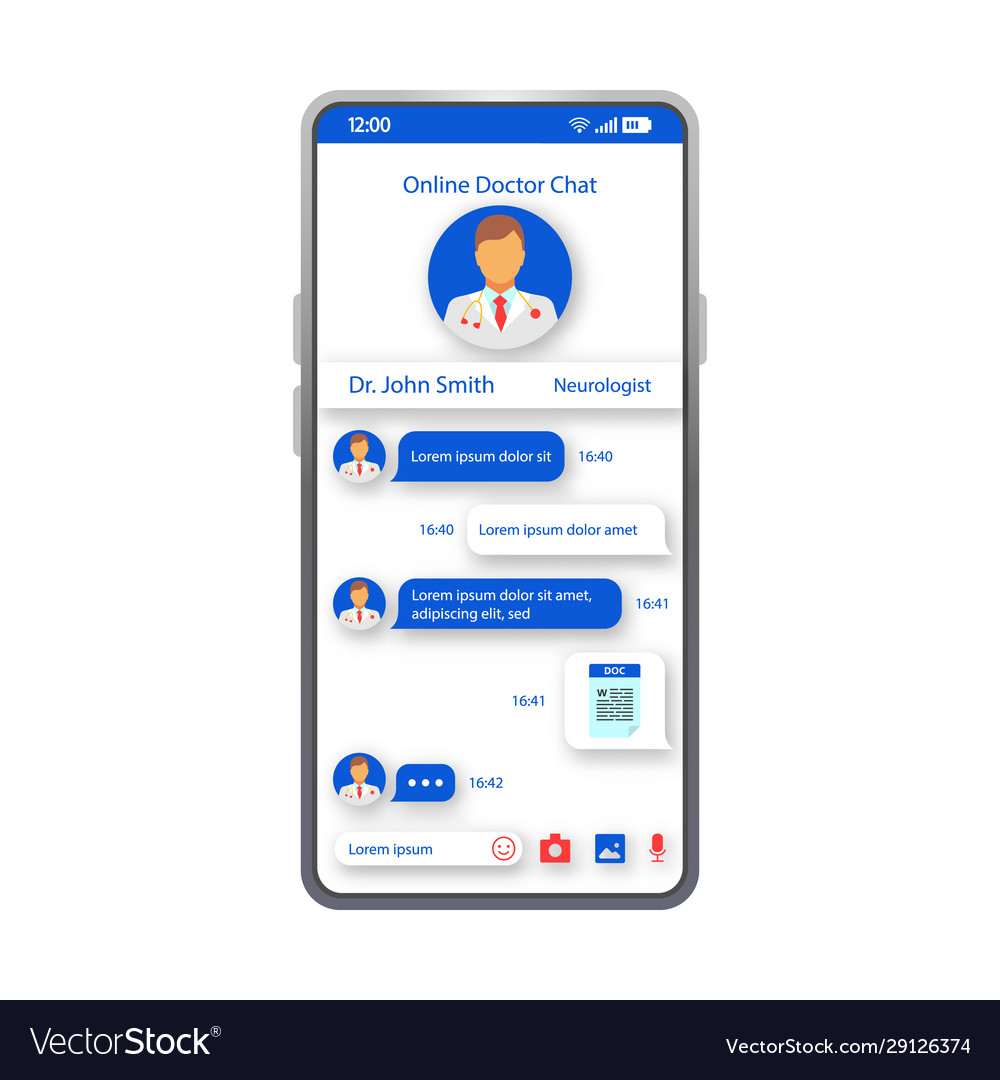 12:00
Online Doctor Chat
Dr. John Smith
Neurologist
Lorem ipsum dolor sit
16:40
16:40
Lorem ipsum dolor amet
Lorem ipsum dolor sit amet,
adipiscing elit, sed
16:41
DOC
W
16:41
16:42
Lorem ipsum
VectorStock®
VectorStock.com/29126374